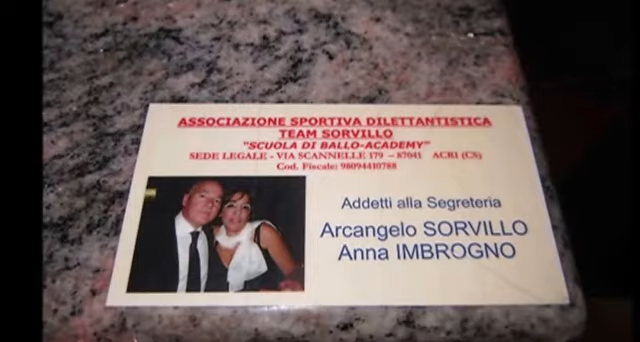 ASSOCIAZIONE SPORTIVA DILETTANTISTICA
TEAM SORVILLO
"SCUOLA DI BALLO-ACADEMY"
SEDE LEGALE - VIA SCANNELLE 179 – 87041 ACRI (CS)
Cod. Fiscale: 98094410788
Addetti alla Segreteria
Arcangelo SORVILLO
Anna IMBROGNO